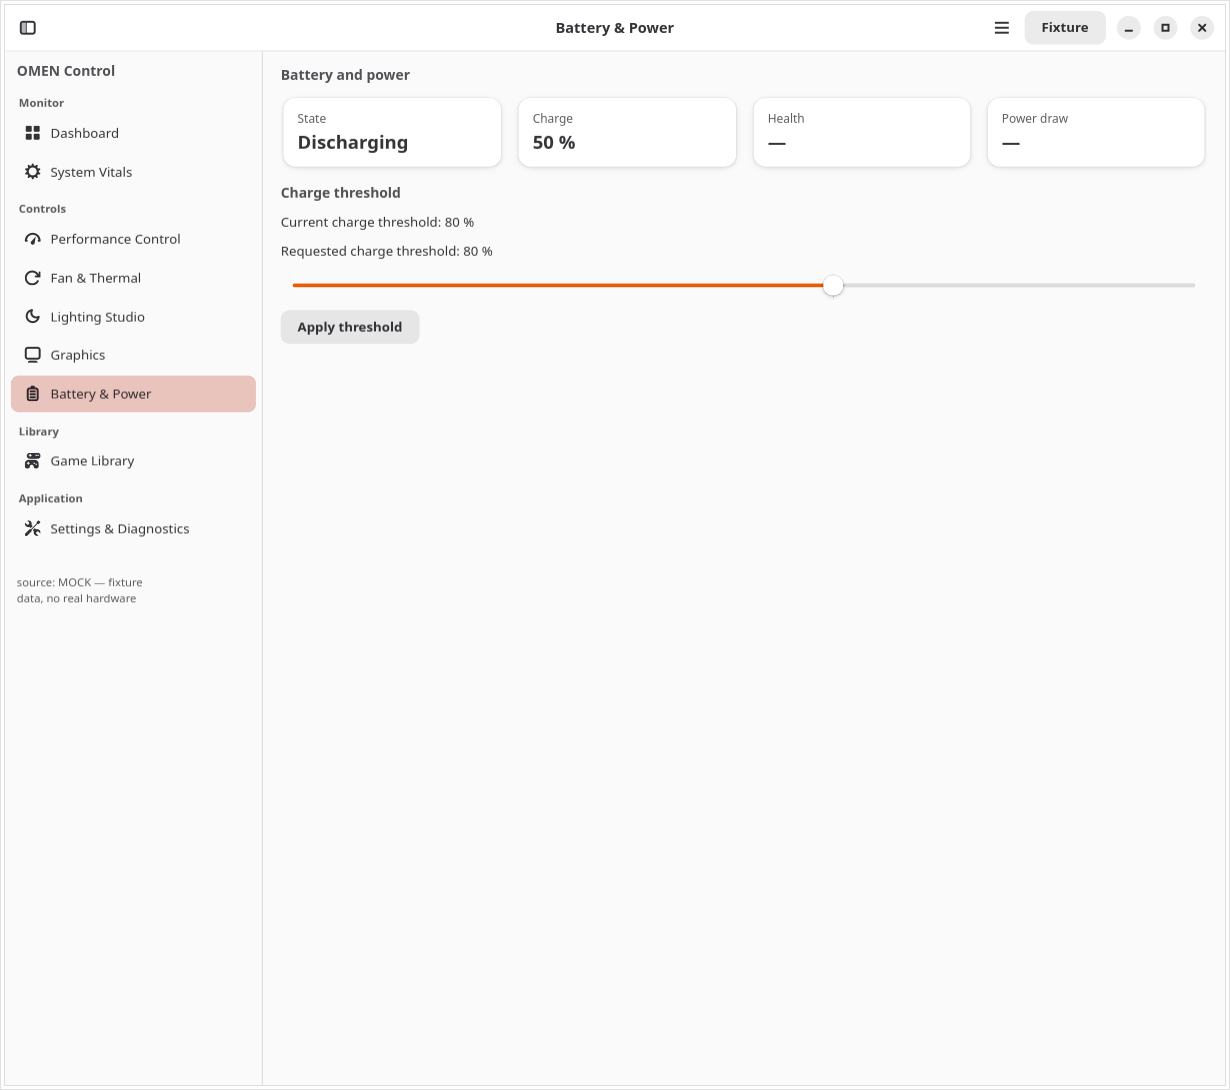 Battery & Power
Fixture
OMEN Control
Monitor
Dashboard
System Vitals
Controls
Performance Control
Fan & Thermal
Lighting Studio
Graphics
Battery & Power
Library
Game Library
Application
Settings & Diagnostics
source: MOCK — fixture
data, no real hardware
Battery and power
State
Discharging
Charge
50 %
Health
—
Power draw
—
Charge threshold
Current charge threshold: 80 %
Requested charge threshold: 80 %
Apply threshold